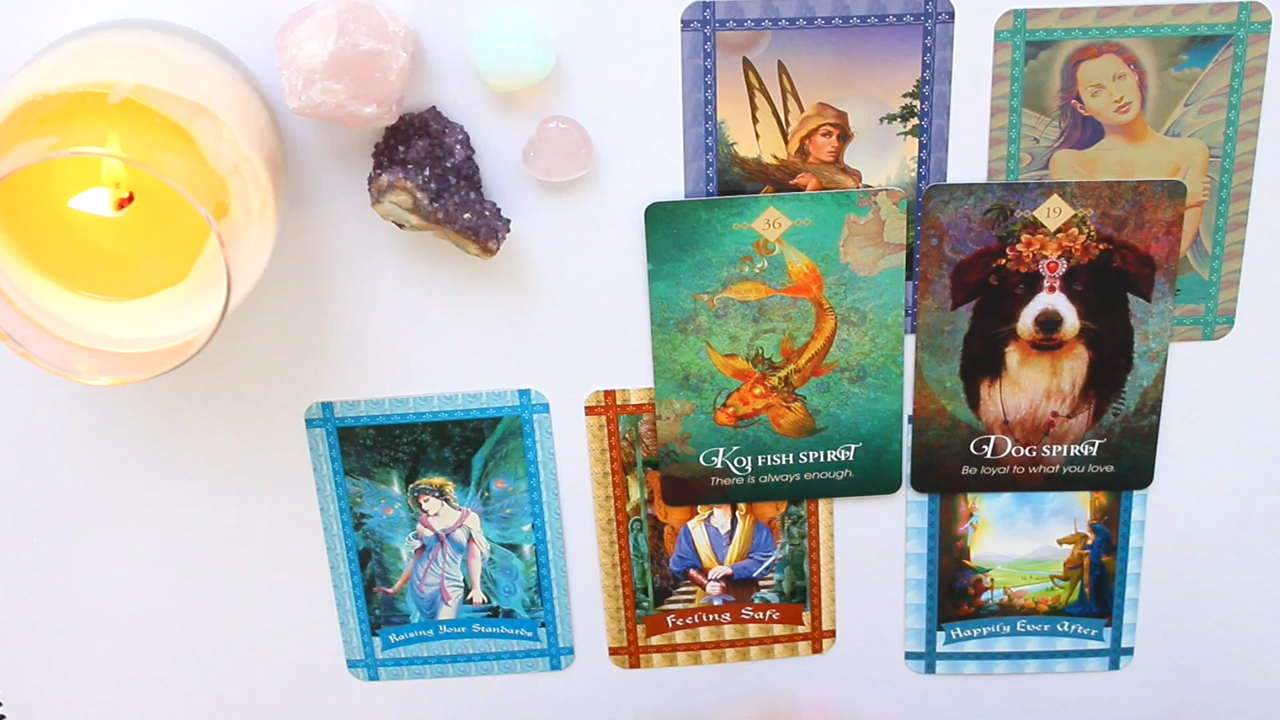 36
KOI FISH SPIRIT
There is always enough.
19
DOG SPIRIT
Be loyal to what you love.
Raising Your Standards
Feeling Safe
Happily Ever After